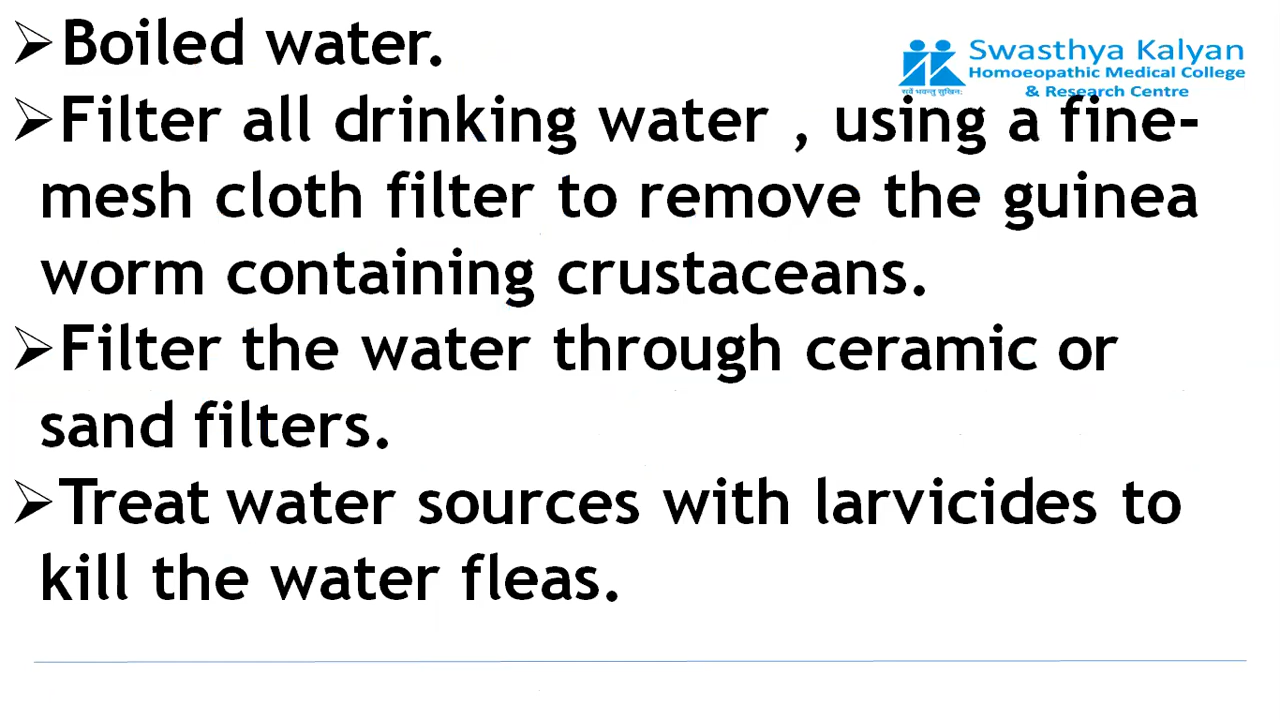 ➢Boiled water.
Swasthya Kalyan
Homoeopathic Medical College
& Research Centre
सर्वे भवन्तु सुखिन:
➢Filter all drinking water , using a fine-
mesh cloth filter to remove the guinea
worm containing crustaceans.
➢Filter the water through ceramic or
sand filters.
➢Treat water sources with larvicides to
kill the water fleas.